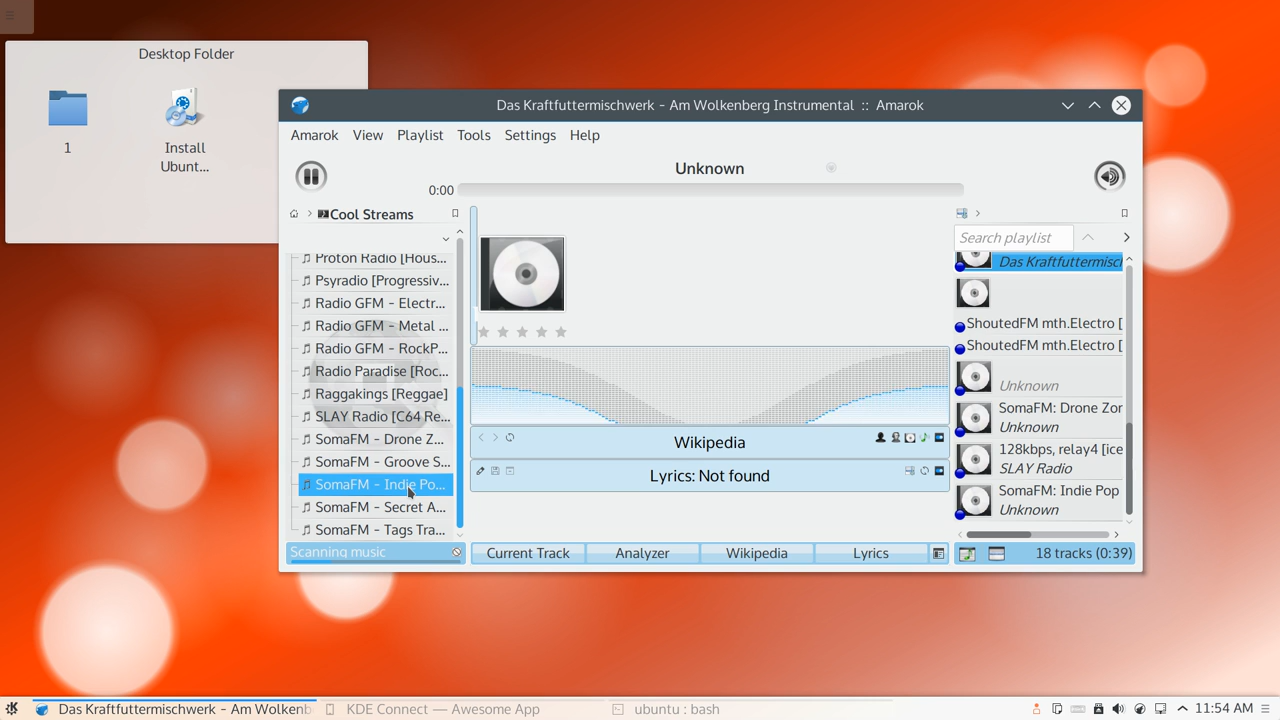 Desktop Folder
1
Install
Ubunt...
Das Kraftfuttermischwerk - Am Wolkenberg Instrumental :: Amarok
Amarok View Playlist Tools Settings Help
Unknown
0:00
Cool Streams
Proton Radio [Hous...
Psyradio [Progressiv...
Radio GFM - Electr...
Radio GFM - Metal ...
Radio GFM - RockP...
Radio Paradise [Roc...
Raggakings [Reggae]
SLAY Radio [C64 Re...
SomaFM - Drone Z...
SomaFM - Groove S...
SomaFM - Indie Po...
SomaFM - Secret A...
SomaFM - Tags Tra...
Scanning music
Wikipedia
Lyrics: Not found
Current Track Analyzer Wikipedia Lyrics
Search playlist
Das Kraftfuttermisch
ShoutedFM mth.Electro [
ShoutedFM mth.Electro [
Unknown
SomaFM: Drone Zor
Unknown
128kbps, relay4 [ice
SLAY Radio
SomaFM: Indie Pop
Unknown
18 tracks (0:39)
Das Kraftfuttermischwerk - Am Wolkenb
KDE Connect — Awesome App
ubuntu : bash
11:54 AM